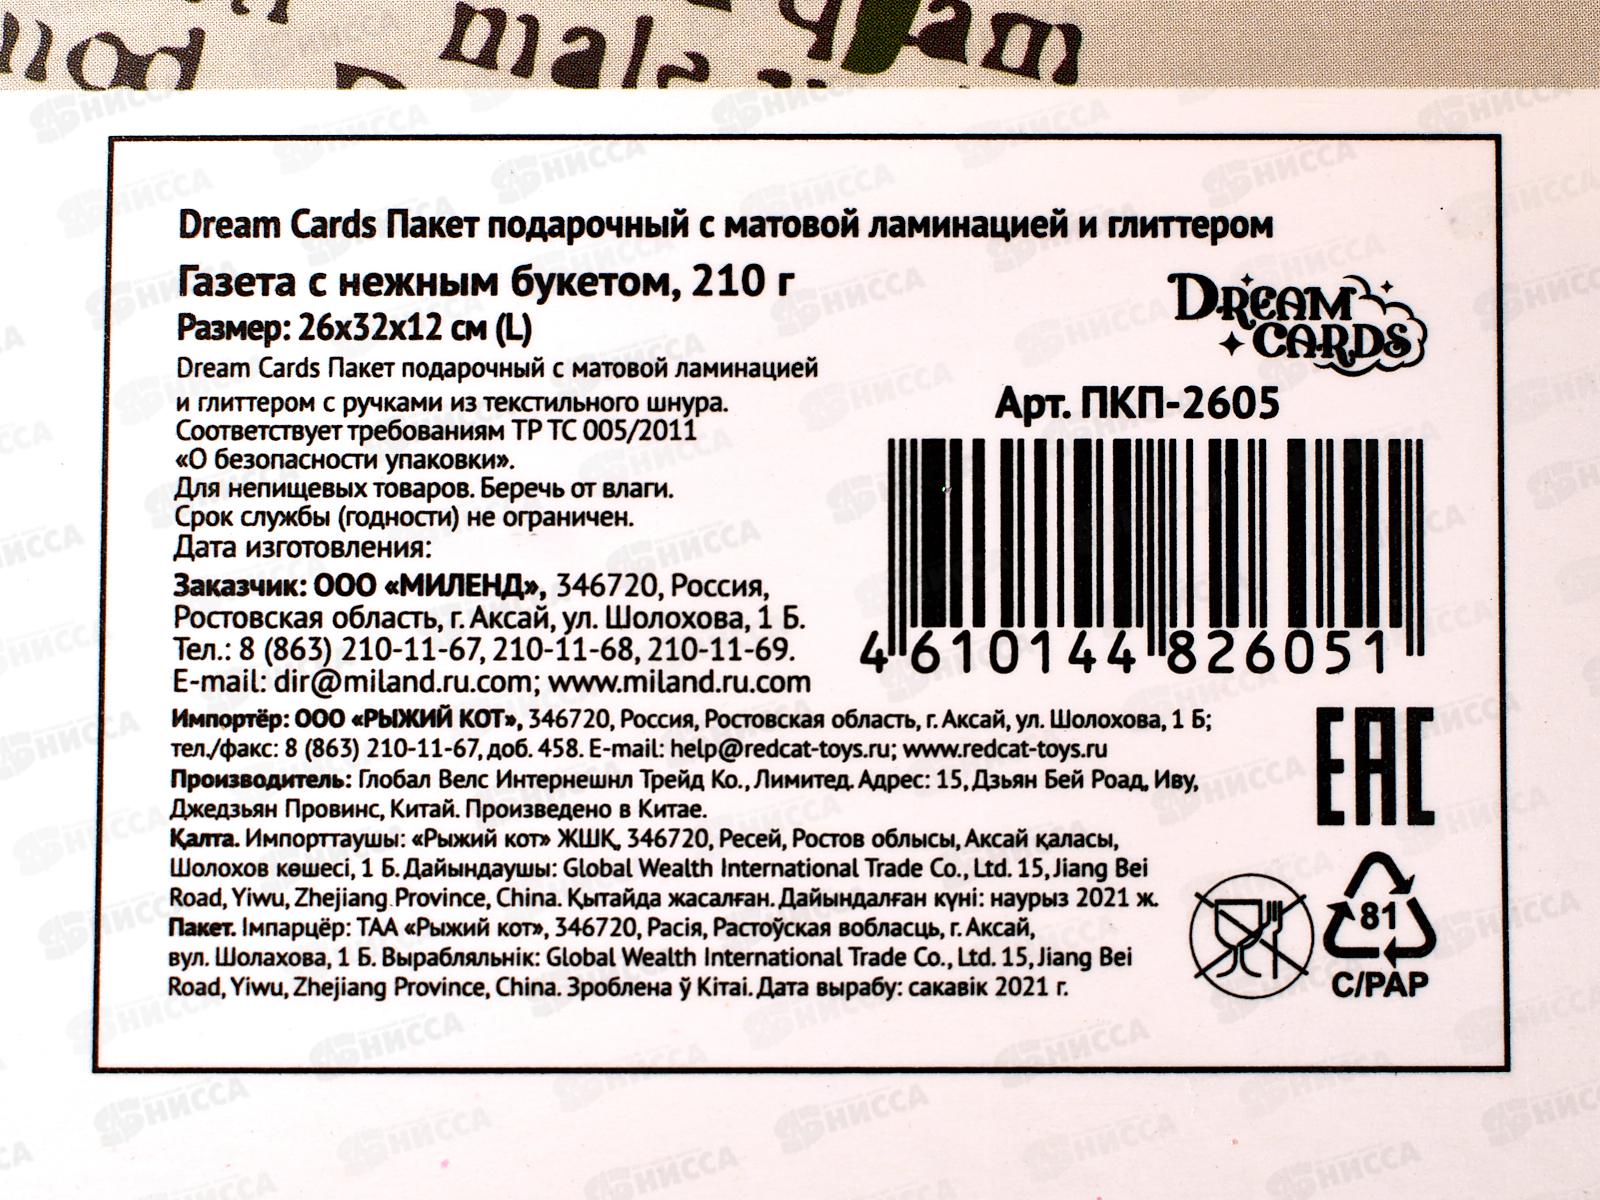 Dream Cards Пакет подарочный с матовой ламинацией и глиттером
Газета с нежным букетом, 210 г
Размер: 26х32х12 см (L)
Dream Cards Пакет подарочный с матовой ламинацией
и глиттером с ручками из текстильного шнура.
Соответствует требованиям ТР ТС 005/2011
«О безопасности упаковки».
Для непищевых товаров. Беречь от влаги.
Срок службы (годности) не ограничен.
Дата изготовления:
Заказчик: ООО «МИЛЕНД», 346720, Россия,
Ростовская область, г. Аксай, ул. Шолохова, 1 Б.
Тел.: 8 (863) 210-11-67, 210-11-68, 210-11-69.
E-mail: dir@miland.ru.com; www.miland.ru.com
DREAM
CARDS
Арт. ПКП-2605
4 610144 826051
Импортёр: ООО «РЫЖИЙ КОТ», 346720, Россия, Ростовская область, г. Аксай, ул. Шолохова, 1 Б;
тел./факс: 8 (863) 210-11-67, доб. 458. E-mail: help@redcat-toys.ru; www.redcat-toys.ru
Производитель: Глобал Велс Интернешнл Трейд Ко., Лимитед. Адрес: 15, Дзьян Бей Роад, Иву,
Джедзьян Провинс, Китай. Произведено в Китае.
Қалта. Импорттаушы: «Рыжий кот» ЖШҚ, 346720, Ресей, Ростов облысы, Аксай қаласы,
Шолохов көшесі, 1 Б. Дайындаушы: Global Wealth International Trade Co., Ltd. 15, Jiang Bei
Road, Yiwu, Zhejiang Province, China. Қытайда жасалған. Дайындалған күні: наурыз 2021 ж.
Пакет. Імпарцёр: ТАА «Рыжий кот», 346720, Расія, Растоўская вобласць, г. Аксай,
вул. Шолахова, 1 Б. Вырабляльнік: Global Wealth International Trade Co., Ltd. 15, Jiang Bei
Road, Yiwu, Zhejiang Province, China. Зроблена ў Кітаі. Дата вырабу: сакавік 2021 г.
EAC
81
C/PAP
НИССА